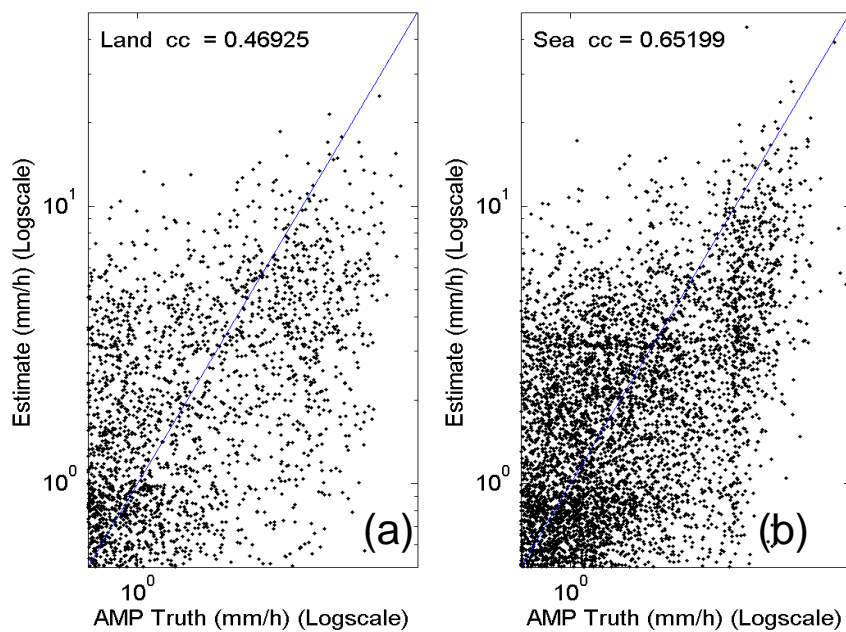 Land cc = 0.46925
Estimate (mm/h) (Logscale)
10^1
10^0
(a)
10^0
AMP Truth (mm/h) (Logscale)
Sea cc = 0.65199
Estimate (mm/h) (Logscale)
10^1
10^0
(b)
10^0
AMP Truth (mm/h) (Logscale)